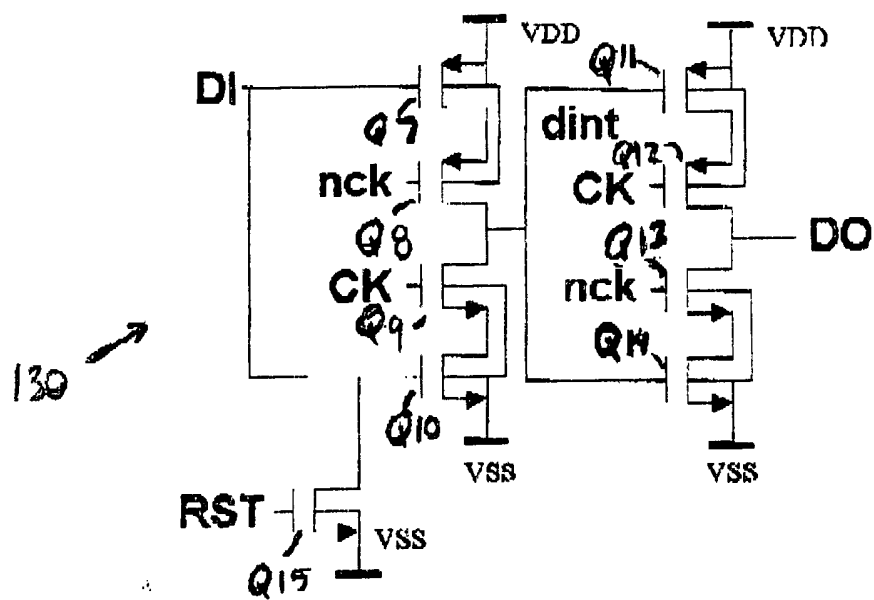 VDD
VDD
Q11
DI
Q7
dint
Q12
nck
CK
Q8
Q13
DO
CK
nck
Q9
Q14
130
Q10
VSS
VSS
RST
VSS
Q15